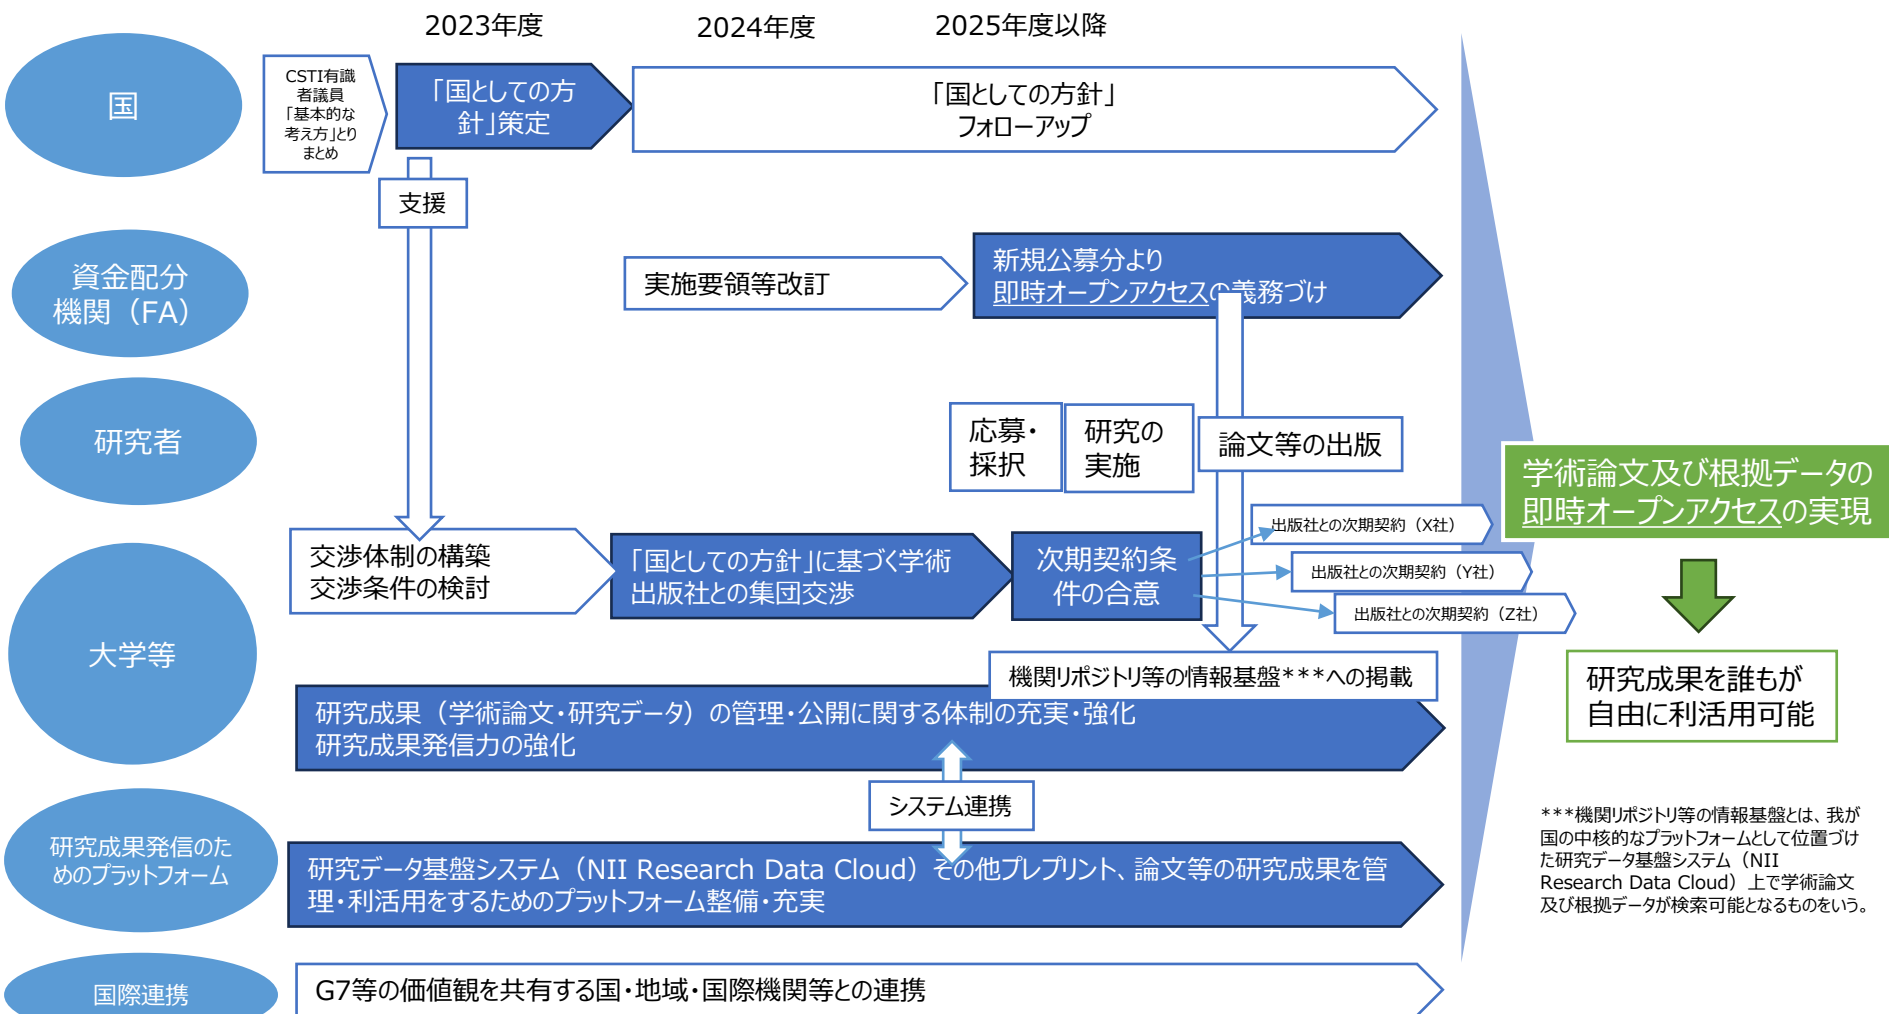 2023年度
2024年度
2025年度以降
国
CSTI有識
者議員
「基本的な
考え方」とり
まとめ
「国としての方
針」策定
「国としての方針」
フォローアップ
支援
資金配分
機関（FA）
実施要領等改訂
新規公募分より
即時オープンアクセスの義務づけ
研究者
応募・
採択
研究の
実施
論文等の出版
学術論文及び根拠データの
即時オープンアクセスの実現
大学等
交渉体制の構築
交渉条件の検討
「国としての方針」に基づく学術
出版社との集団交渉
次期契約条
件の合意
出版社との次期契約（X社）
出版社との次期契約（Y社）
出版社との次期契約（Z社）
機関リポジトリ等の情報基盤***への掲載
研究成果（学術論文・研究データ）の管理・公開に関する体制の充実・強化
研究成果発信力の強化
研究成果を誰もが
自由に利活用可能
システム連携
研究成果発信のた
めのプラットフォーム
研究データ基盤システム（NII Research Data Cloud）その他プレプリント、論文等の研究成果を管
理・利活用をするためのプラットフォーム整備・充実
***機関リポジトリ等の情報基盤とは、我が
国の中核的なプラットフォームとして位置づけ
た研究データ基盤システム（NII
Research Data Cloud）上で学術論文
及び根拠データが検索可能となるものをいう。
国際連携
G7等の価値観を共有する国・地域・国際機関等との連携